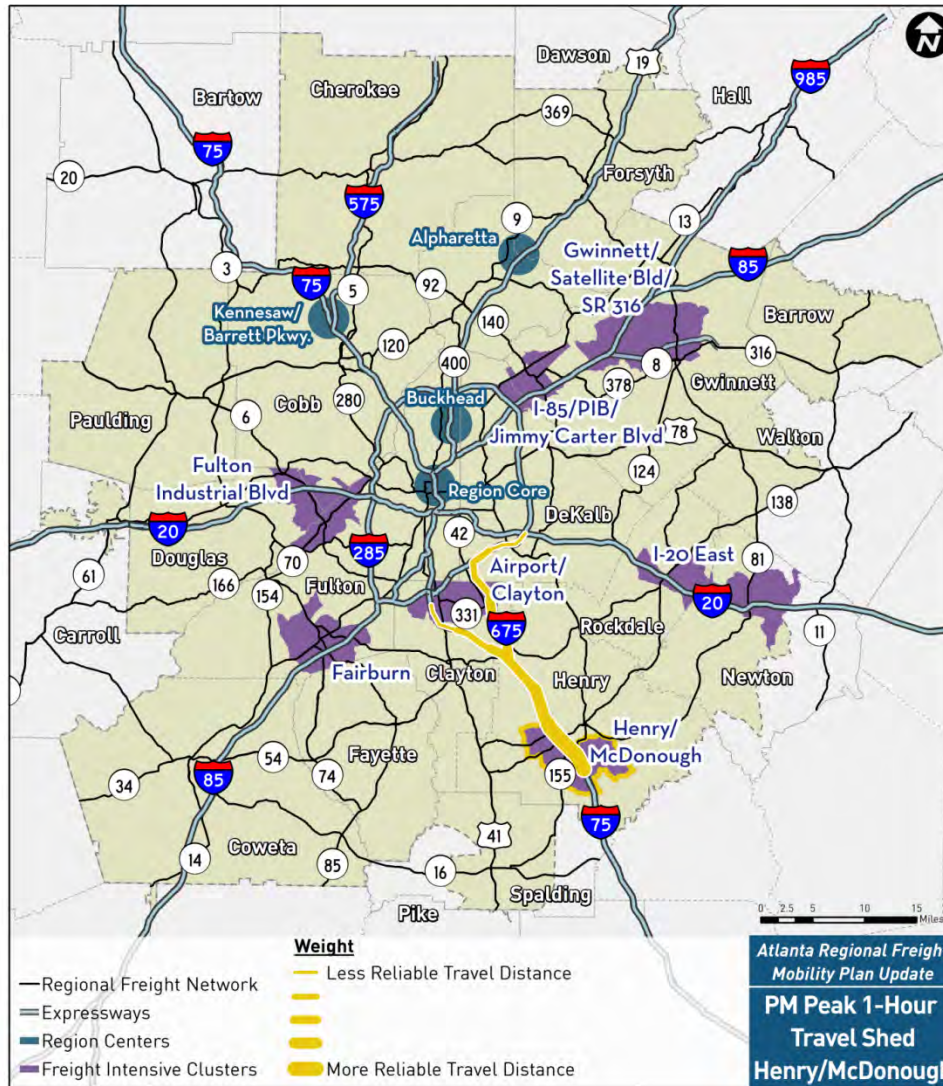 N
Dawson
19
Hall
985
Bartow
Cherokee
75
369
20
575
Forsyth
9
13
Alpharetta
Gwinnett/
Satellite Bld/
SR 316
85
3
75
5
92
Kennesaw/
Barrett Pkwy.
140
Barrow
120
400
316
8
378
Gwinnett
280
Buckhead
Paulding
6
Cobb
I-85/PIB/
Jimmy Carter Blvd
78
Walton
Fulton
Industrial Blvd
124
Region Core
138
20
42
DeKalb
Douglas
285
I-20 East
81
61
70
Airport/
Clayton
166
154
Fulton
20
331
675
Rockdale
11
Carroll
Fairburn
Clayton
Henry
Newton
Henry/
McDonough
54
Fayette
155
34
85
74
75
41
14
Coweta
85
16
Spalding
Pike
0 2.5 5 10 15
Miles
Weight
Less Reliable Travel Distance
Regional Freight Network
Expressways
Region Centers
Freight Intensive Clusters
More Reliable Travel Distance
Atlanta Regional Freigh
Mobility Plan Update
PM Peak 1-Hour
Travel Shed
Henry/McDonoug